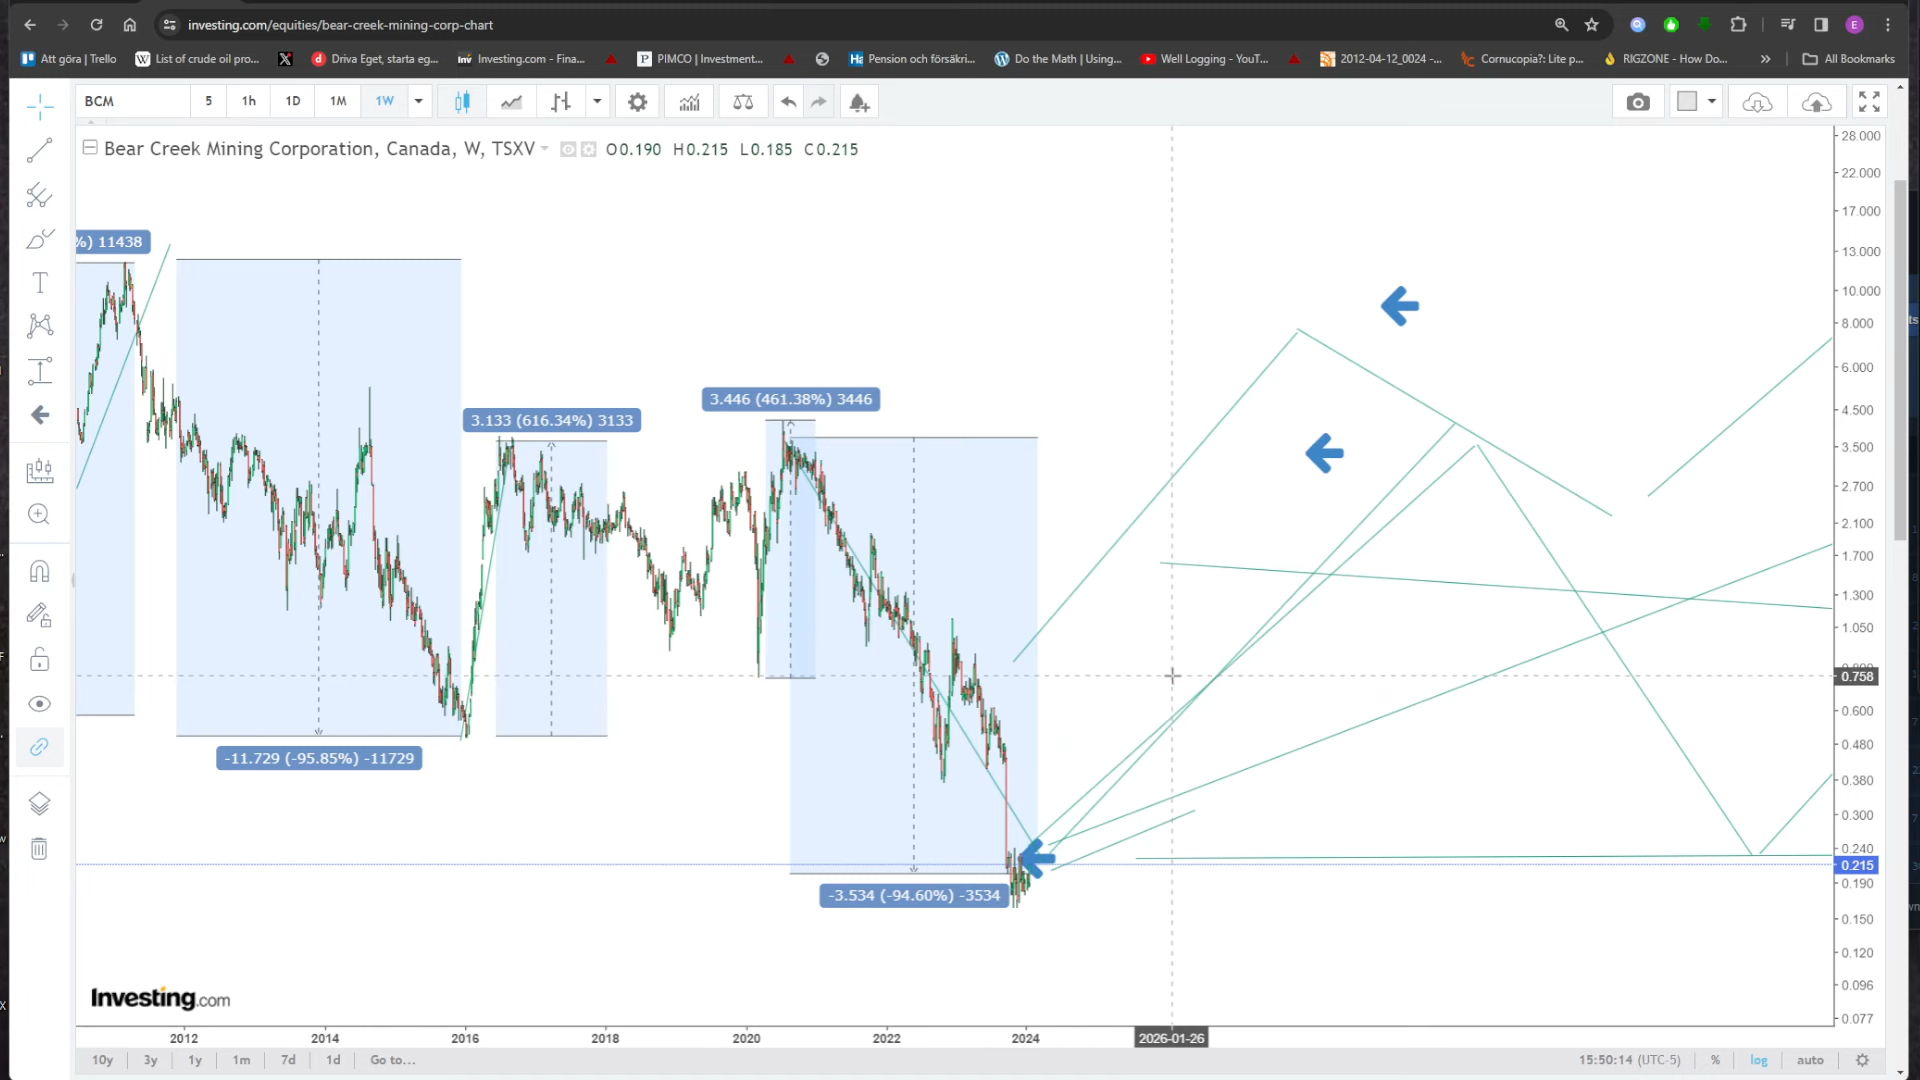 investing.com/equities/bear-creek-mining-corp-chart
E
Att göra | Trello
List of crude oil pro...
Driva Eget, starta eg...
Investing.com - Fina...
PIMCO | Investment...
Pension och försäkri...
Do the Math | Using...
Well Logging - YouT...
2012-04-12_0024 -...
Cornucopia?: Lite p...
RIGZONE - How Do...
»
All Bookmarks
BCM 5 1h 1D 1M 1W
Bear Creek Mining Corporation, Canada, W, TSXV O0.190 H0.215 L0.185 C0.215
%) 11438
3.133 (616.34%) 3133
3.446 (461.38%) 3446
-11.729 (-95.85%) -11729
-3.534 (-94.60%) -3534
28.000
22.000
17.000
13.000
10.000
8.000
6.000
4.500
3.500
2.700
2.100
1.700
1.300
1.050
0.758
0.600
0.480
0.380
0.300
0.240
0.215
0.190
0.150
0.120
0.096
0.077
Investing.com
2012 2014 2016 2018 2020 2022 2024 2026-01-26
10y 3y 1y 1m 7d 1d Go to... 15:50:14 (UTC-5) % log auto